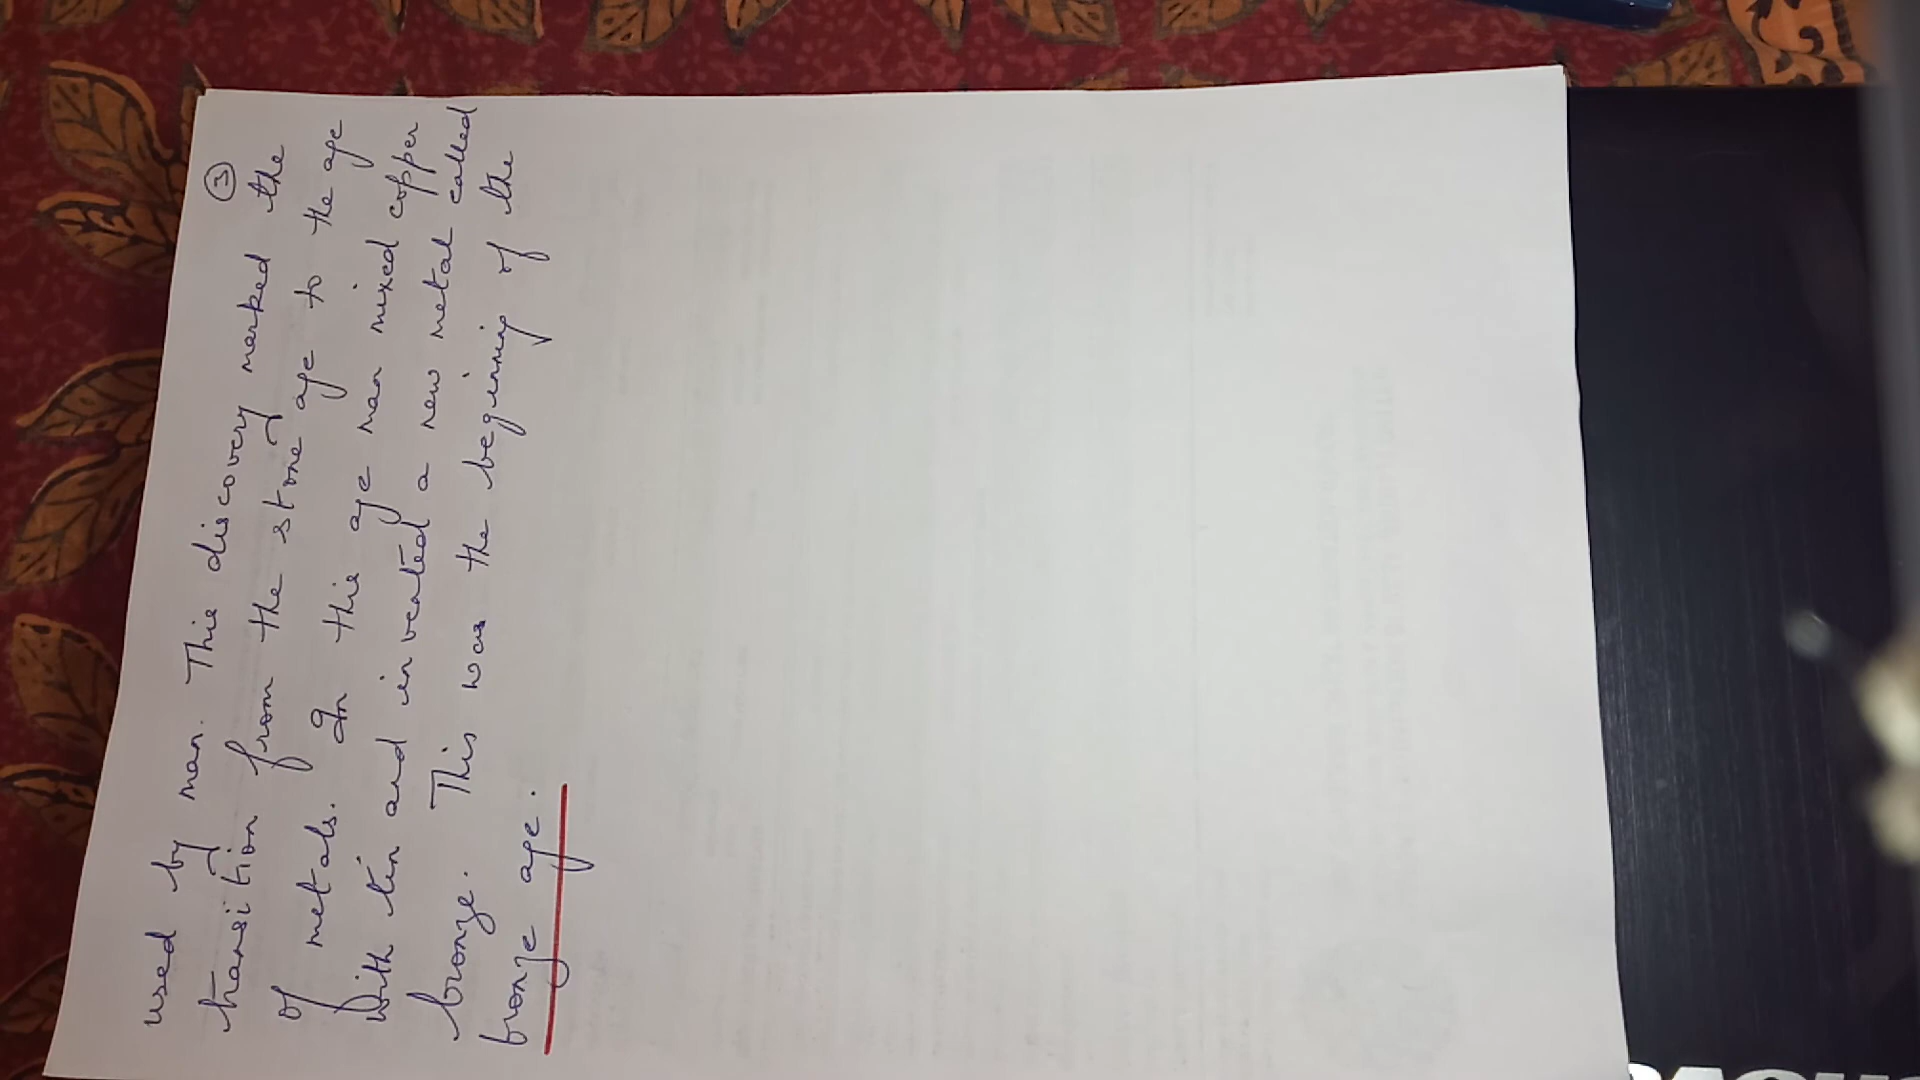 3
used by man. This discovery marked the
transition from the stone age to the age
of metals. In this age man mixed copper
with tin and invented a new metal called
bronze. This was the beginning of the
bronze age.